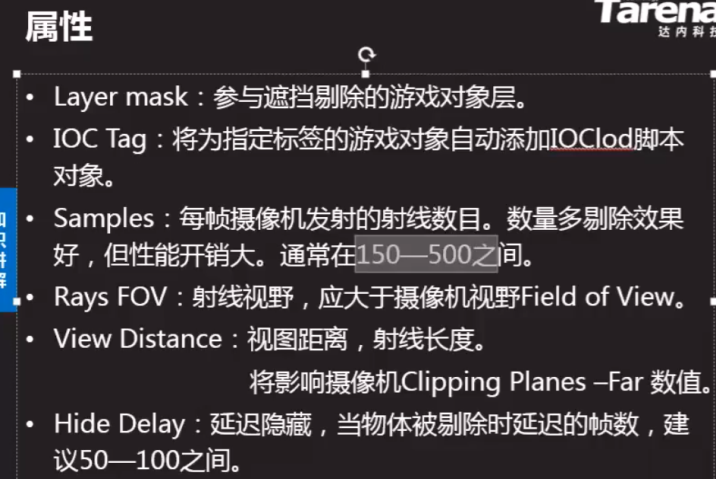 属性
Tarena
达内科技
• Layer mask：参与遮挡剔除的游戏对象层。
• IOC Tag：将为指定标签的游戏对象自动添加IOClod脚本
对象。
• Samples：每帧摄像机发射的射线数目。数量多剔除效果
好，但性能开销大。通常在150—500之间。
• Rays FOV：射线视野，应大于摄像机视野Field of View。
• View Distance：视图距离，射线长度。
将影响摄像机Clipping Planes –Far 数值。
• Hide Delay：延迟隐藏，当物体被剔除时延迟的帧数，建
议50—100之间。
知识讲解